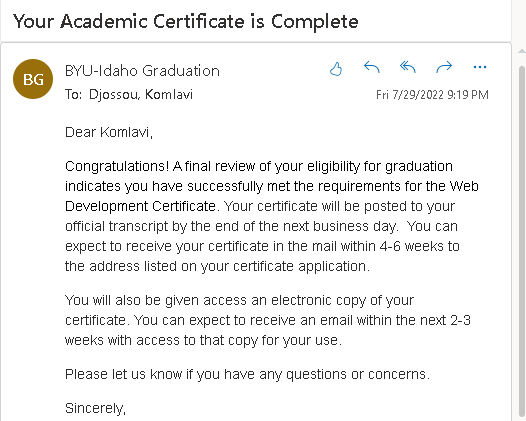 Your Academic Certificate is Complete
BG
BYU-Idaho Graduation
To: Djossou, Komlavi
Fri 7/29/2022 9:19 PM
Dear Komlavi,
Congratulations! A final review of your eligibility for graduation
indicates you have successfully met the requirements for the Web
Development Certificate. Your certificate will be posted to your
official transcript by the end of the next business day. You can
expect to receive your certificate in the mail within 4-6 weeks to
the address listed on your certificate application.
You will also be given access an electronic copy of your
certificate. You can expect to receive an email within the next 2-3
weeks with access to that copy for your use.
Please let us know if you have any questions or concerns.
Sincerely,